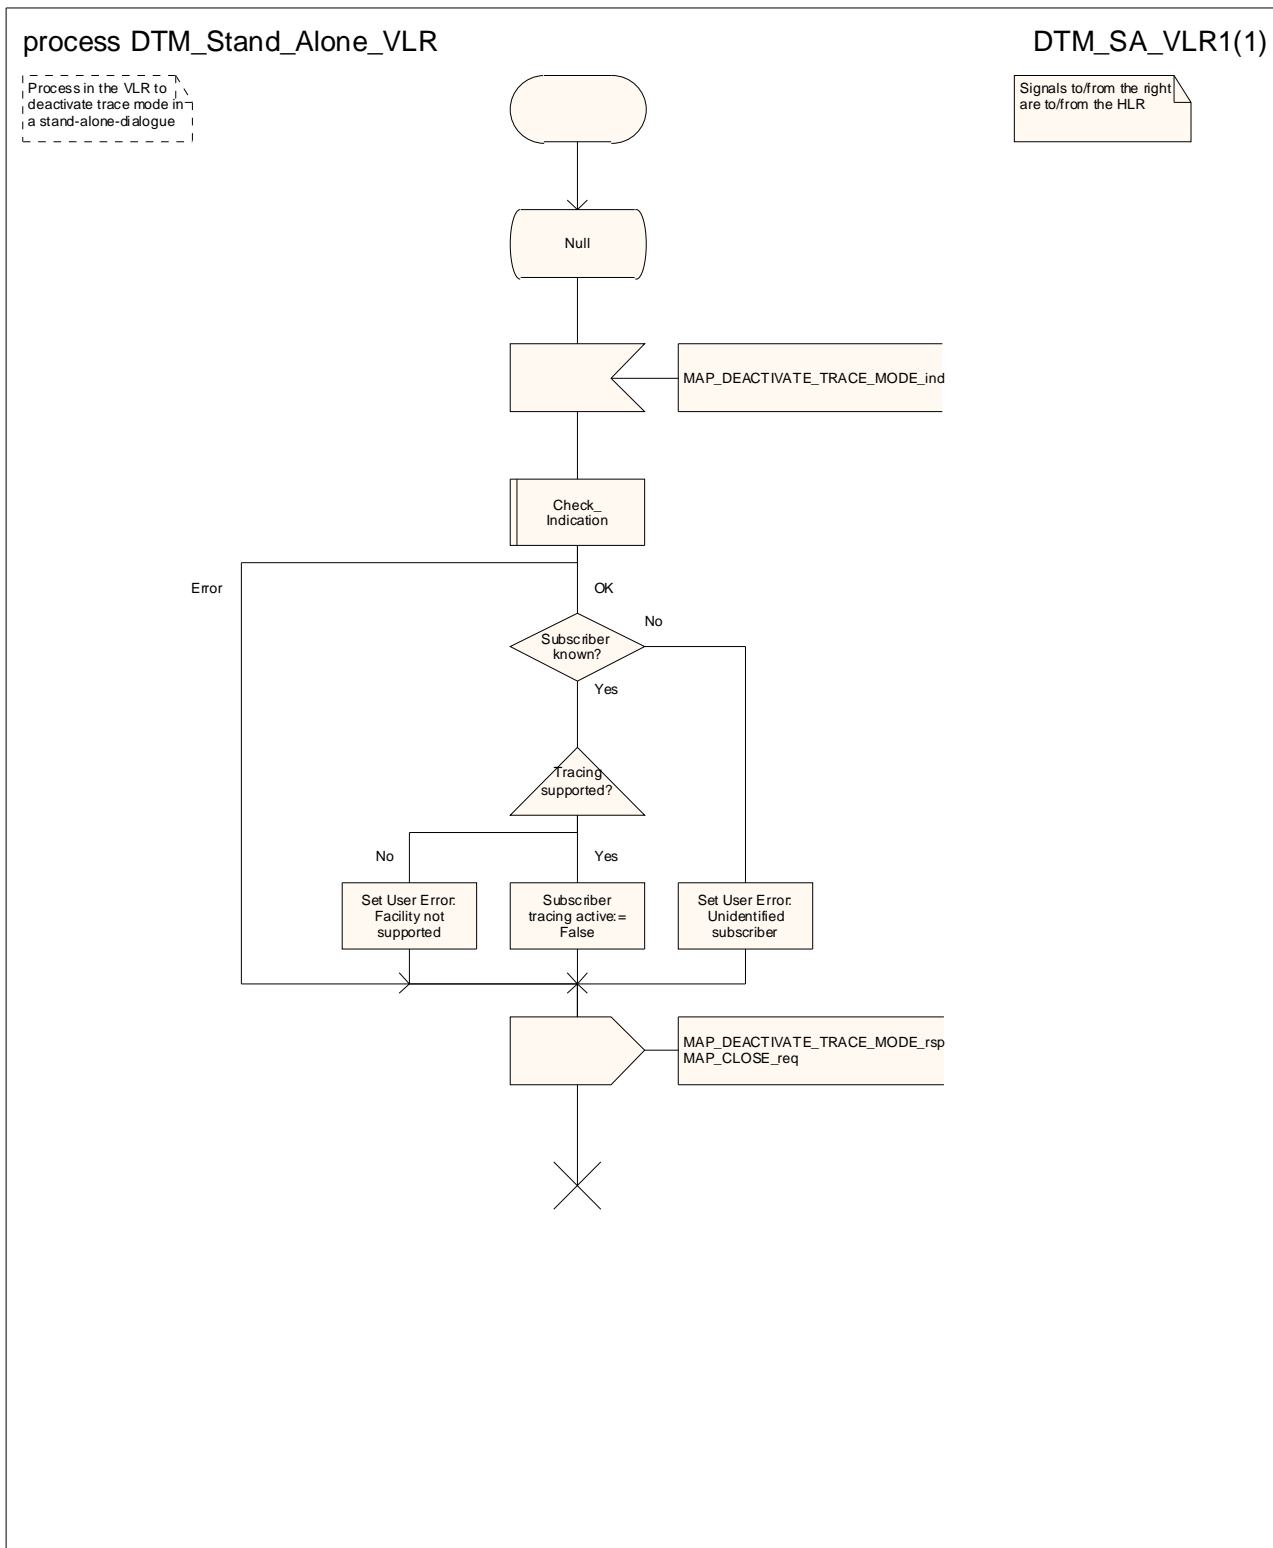 process DTM_Stand_Alone_VLR
DTM_SA_VLR1(1)
Process in the VLR to
deactivate trace mode in
a stand-alone-dialogue
Signals to/from the right
are to/from the HLR
Null
MAP_DEACTIVATE_TRACE_MODE_ind
Check_
Indication
Error
OK
No
Subscriber
known?
Yes
Tracing
supported?
No
Yes
Set User Error:
Facility not
supported
Subscriber
tracing active:=
False
Set User Error:
Unidentified
subscriber
MAP_DEACTIVATE_TRACE_MODE_rsp
MAP_CLOSE_req